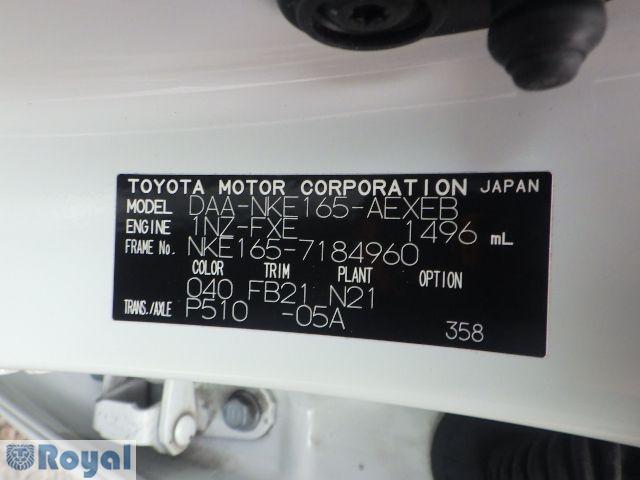 TOYOTA MOTOR CORPORATION JAPAN
MODEL DAA-NKE165-AEXEB
ENGINE 1NZ-FXE 1496 mL
FRAME No. NKE165-7184960
COLOR TRIM PLANT OPTION
040 FB21 N21
TRANS./AXLE P510 -05A
358
Royal